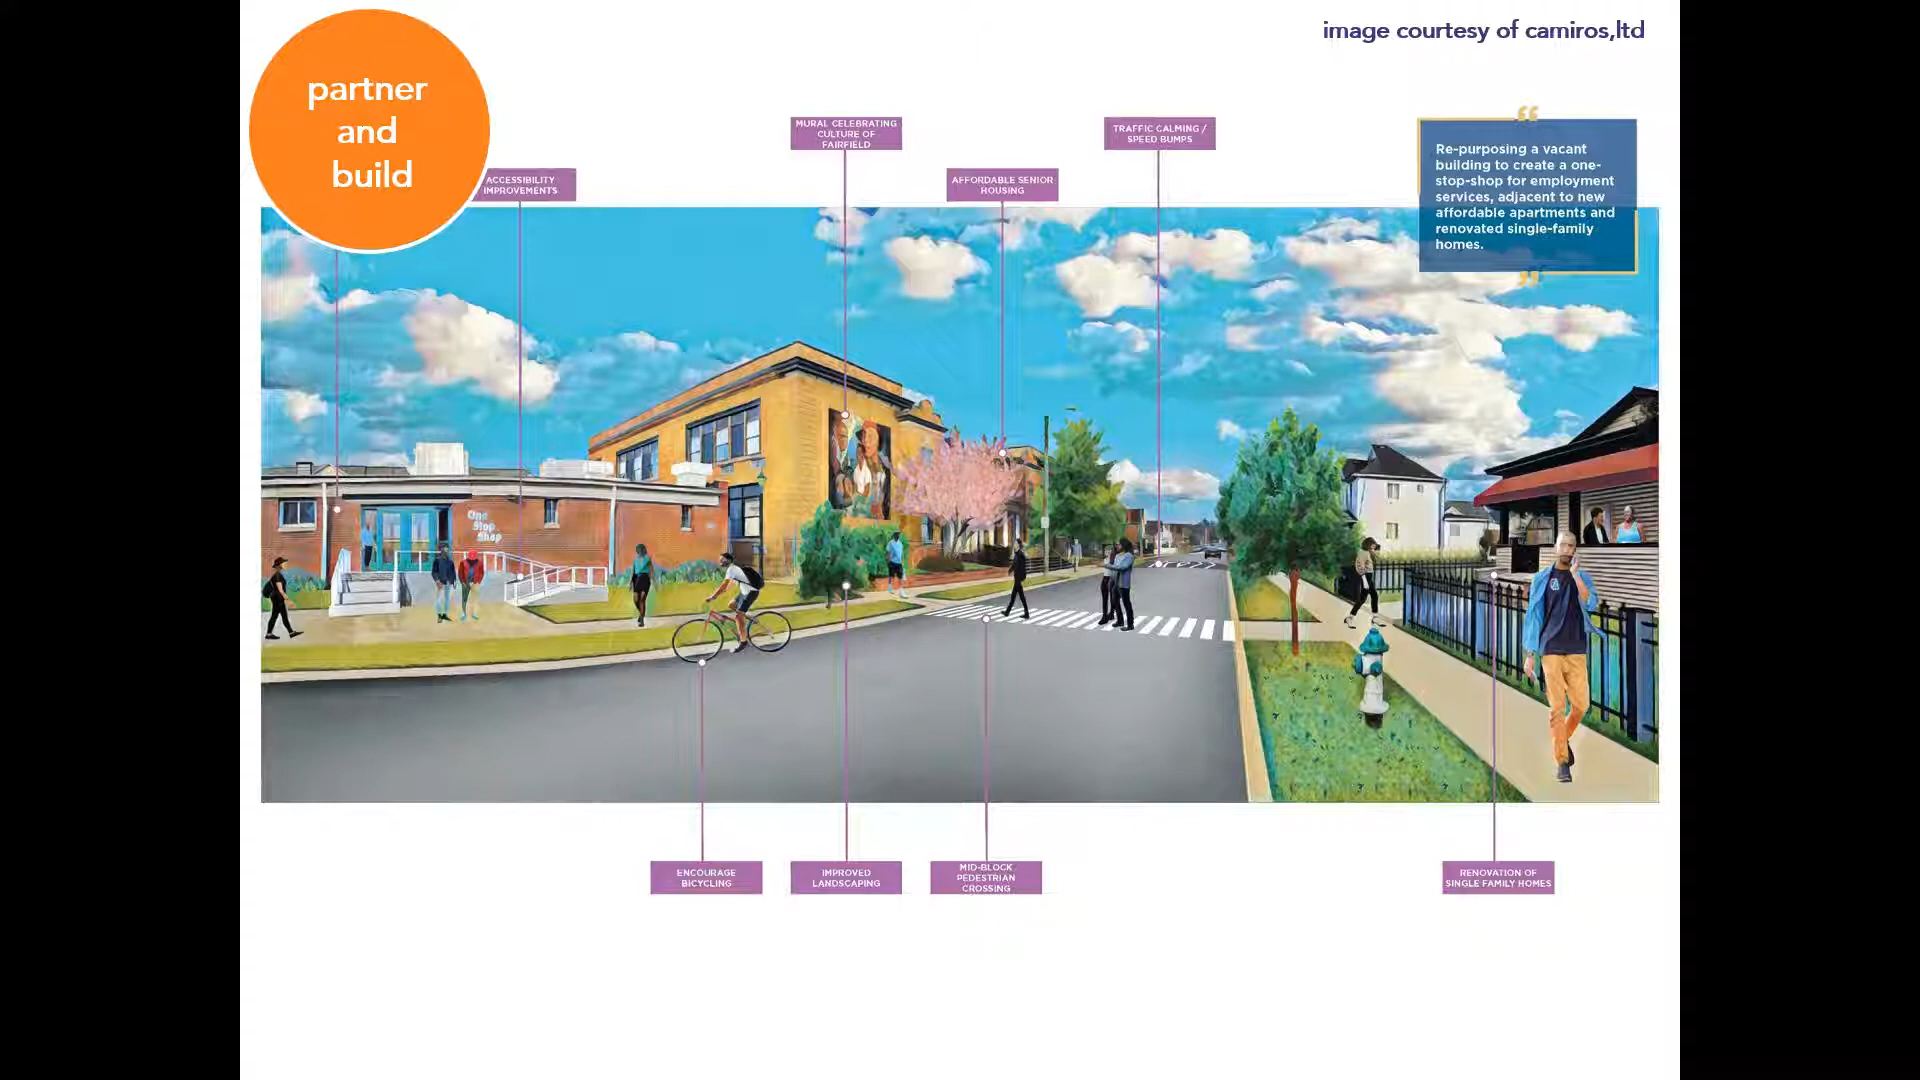 image courtesy of camiros,ltd
partner
and
build
MURAL CELEBRATING
CULTURE OF
FAIRFIELD
TRAFFIC CALMING /
SPEED BUMPS
ACCESSIBILITY
IMPROVEMENTS
AFFORDABLE SENIOR
HOUSING
Re-purposing a vacant
building to create a one-
stop-shop for employment
services, adjacent to new
affordable apartments and
renovated single-family
homes.
One
Stop
Shop
ENCOURAGE
BICYCLING
IMPROVED
LANDSCAPING
MID-BLOCK
PEDESTRIAN
CROSSING
RENOVATION OF
SINGLE FAMILY HOMES